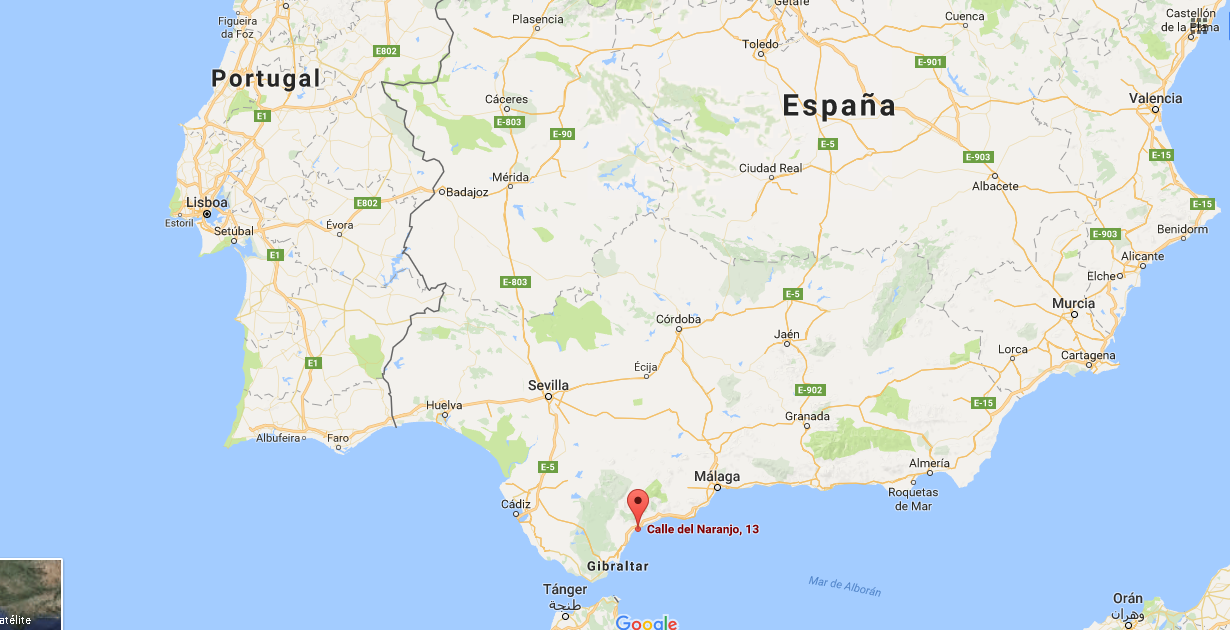 Getafe
Figueira
da Foz
Plasencia
Cuenca
Castellón
de la Plana
E802
Toledo
E-901
Portugal
España
Cáceres
Valencia
E1
E-803
E-90
E-5
E-903
E-15
Mérida
Ciudad Real
Albacete
Badajoz
Lisboa
E802
E-15
Estoril
Setúbal
Évora
E-903
Benidorm
E1
Alicante
Elche
E-803
E-5
Murcia
Córdoba
Jaén
Lorca
Cartagena
E1
Écija
Sevilla
E-902
E-15
Huelva
Granada
Albufeira
Faro
E-5
Almería
Málaga
Roquetas
de Mar
Cádiz
Calle del Naranjo, 13
Gibraltar
Mar de Alborán
Tánger
طنجة
Orán
وهران
atélite
Google